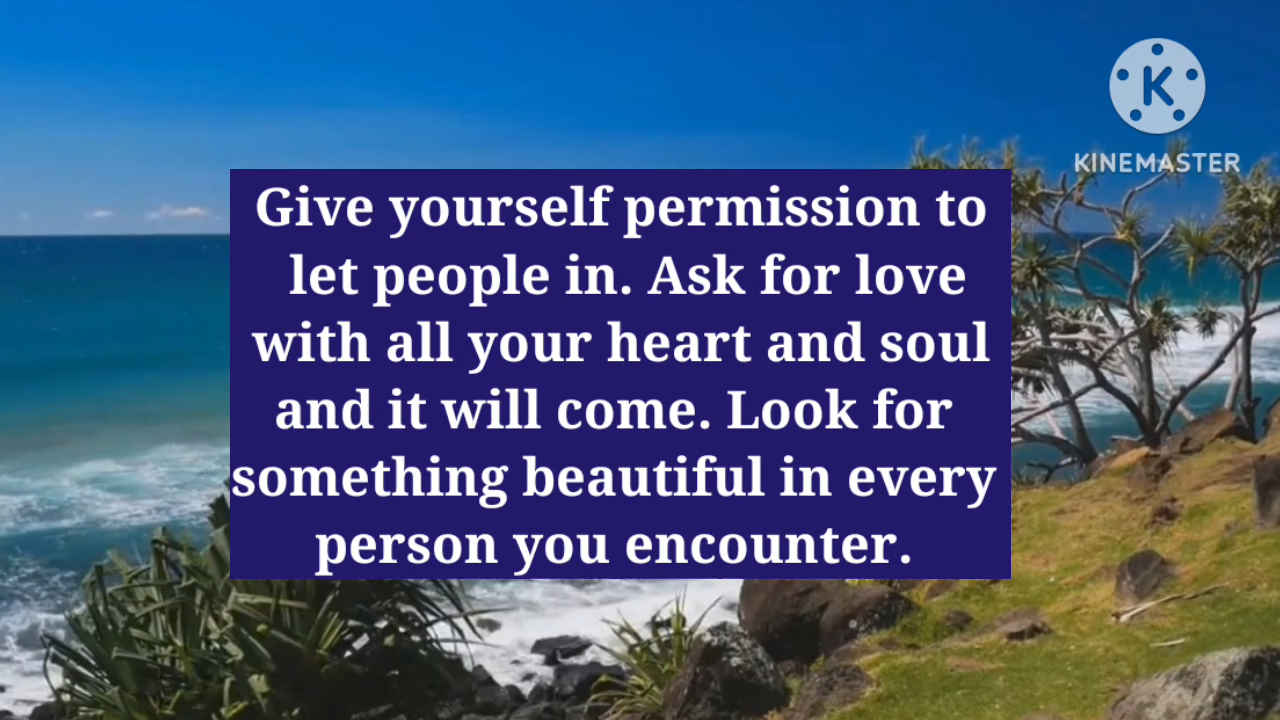 KINEMASTER
Give yourself permission to
let people in. Ask for love
with all your heart and soul
and it will come. Look for
something beautiful in every
person you encounter.